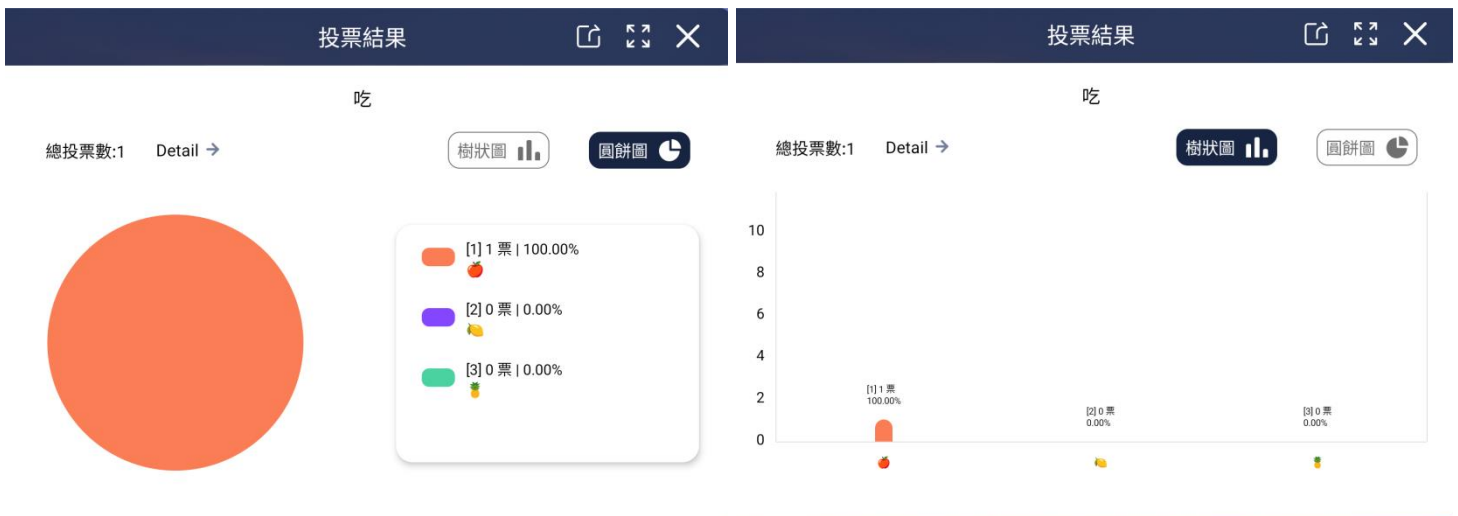 投票結果
吃
總投票數:1 Detail →
樹狀圖
圓餅圖
[1] 1 票 | 100.00%
[2] 0 票 | 0.00%
[3] 0 票 | 0.00%
投票結果
吃
總投票數:1 Detail →
樹狀圖
圓餅圖
10
8
6
4
2
0
[1] 1 票
100.00%
[2] 0 票
0.00%
[3] 0 票
0.00%